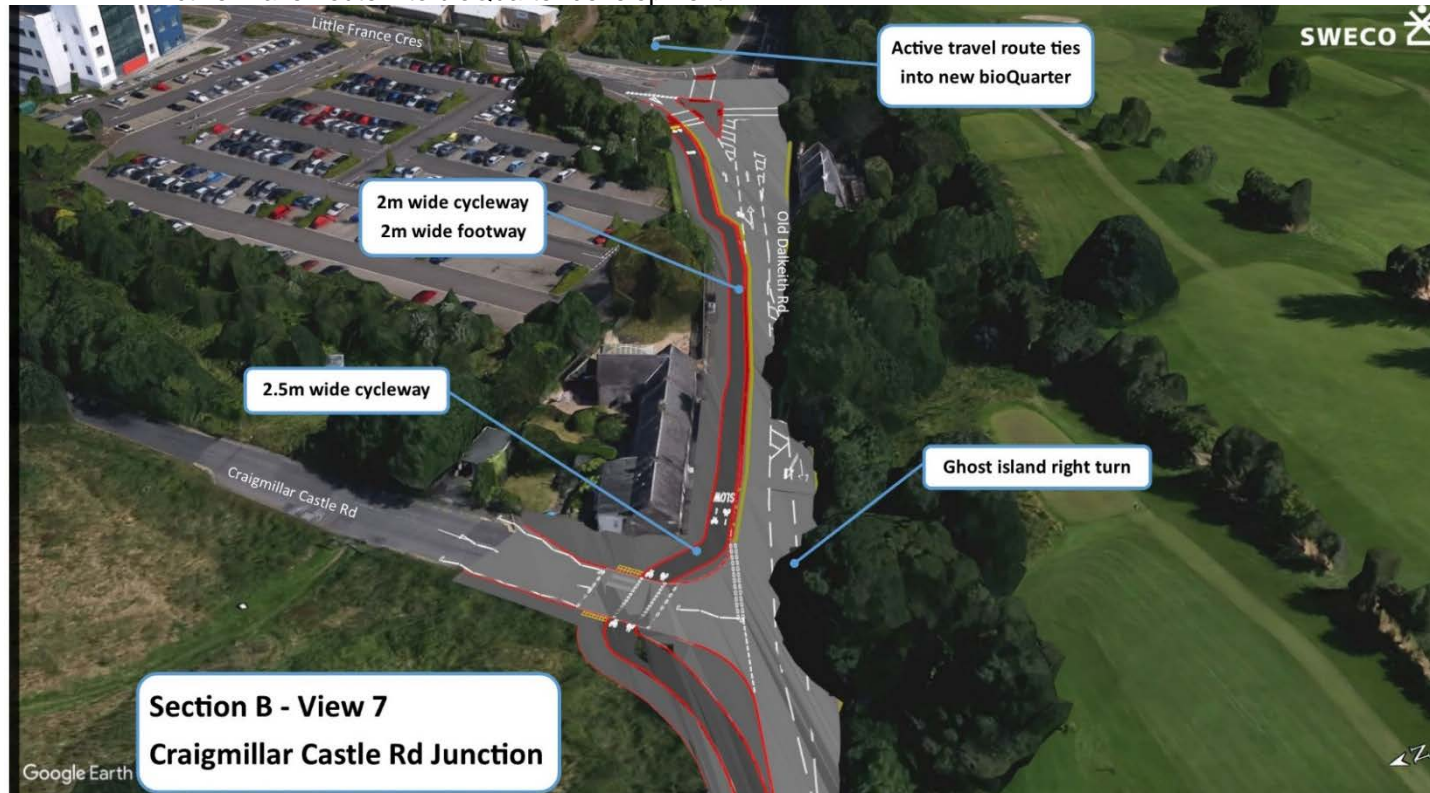 Little France Cres
Active travel route ties
into new bioQuarter
SWECO
2m wide cycleway
2m wide footway
Old Dalkeith Rd
2.5m wide cycleway
Ghost island right turn
Craigmillar Castle Rd
SLOW
Section B - View 7
Craigmillar Castle Rd Junction
Google Earth
N